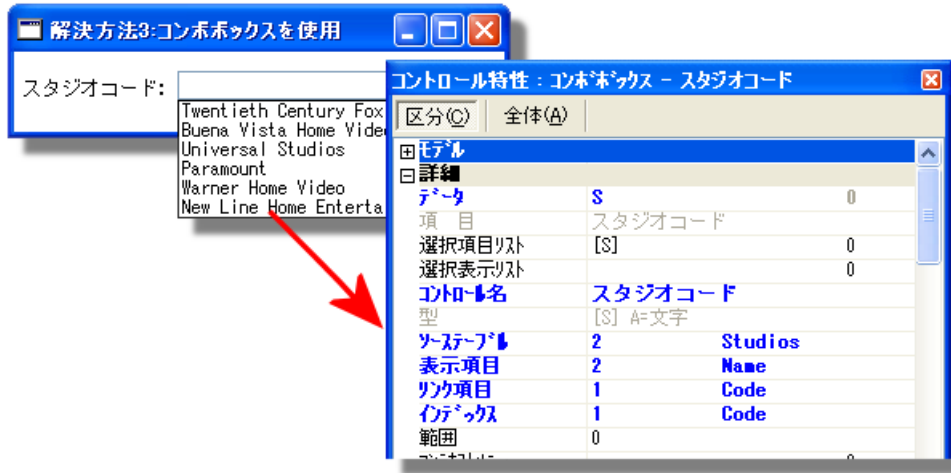 解決方法3:コンボボックスを使用
スタジオコード:
Twentieth Century Fox
Buena Vista Home Vide
Universal Studios
Paramount
Warner Home Video
New Line Home Enterta
コントロール特性:コンボボックス - スタジオコード
区分(C) 全体(A)
モデル
詳細
データ S 0
項 目 スタジオコード
選択項目リスト [S] 0
選択表示リスト 0
コントロール名 スタジオコード
型 [S] A=文字
ソーステーブル 2 Studios
表示項目 2 Name
リンク項目 1 Code
インデックス 1 Code
範囲 0